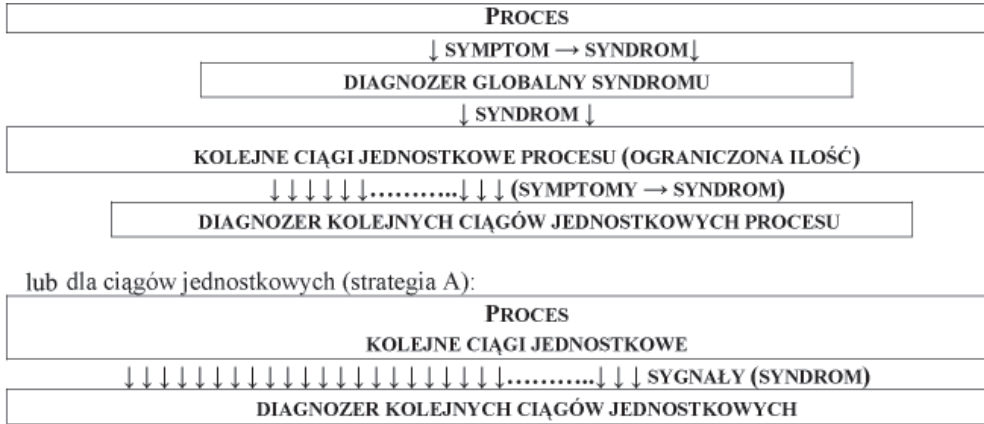 PROCES
↓ SYMPTOM → SYNDROM↓
DIAGNOZER GLOBALNY SYNDROMU
↓ SYNDROM ↓
KOLEJNE CIĄGI JEDNOSTKOWE PROCESU (OGRANICZONA ILOŚĆ)
↓ ↓ ↓ ↓ ↓ ↓………..↓ ↓ ↓ (SYMPTOMY → SYNDROM)
DIAGNOZER KOLEJNYCH CIĄGÓW JEDNOSTKOWYCH PROCESU
lub dla ciągów jednostkowych (strategia A):
PROCES
KOLEJNE CIĄGI JEDNOSTKOWE
↓ ↓ ↓ ↓ ↓ ↓ ↓ ↓ ↓ ↓ ↓ ↓ ↓ ↓ ↓ ↓ ↓ ↓ ↓ ↓ ↓ ↓………..↓ ↓ ↓ SYGNAŁY (SYNDROM)
DIAGNOZER KOLEJNYCH CIĄGÓW JEDNOSTKOWYCH